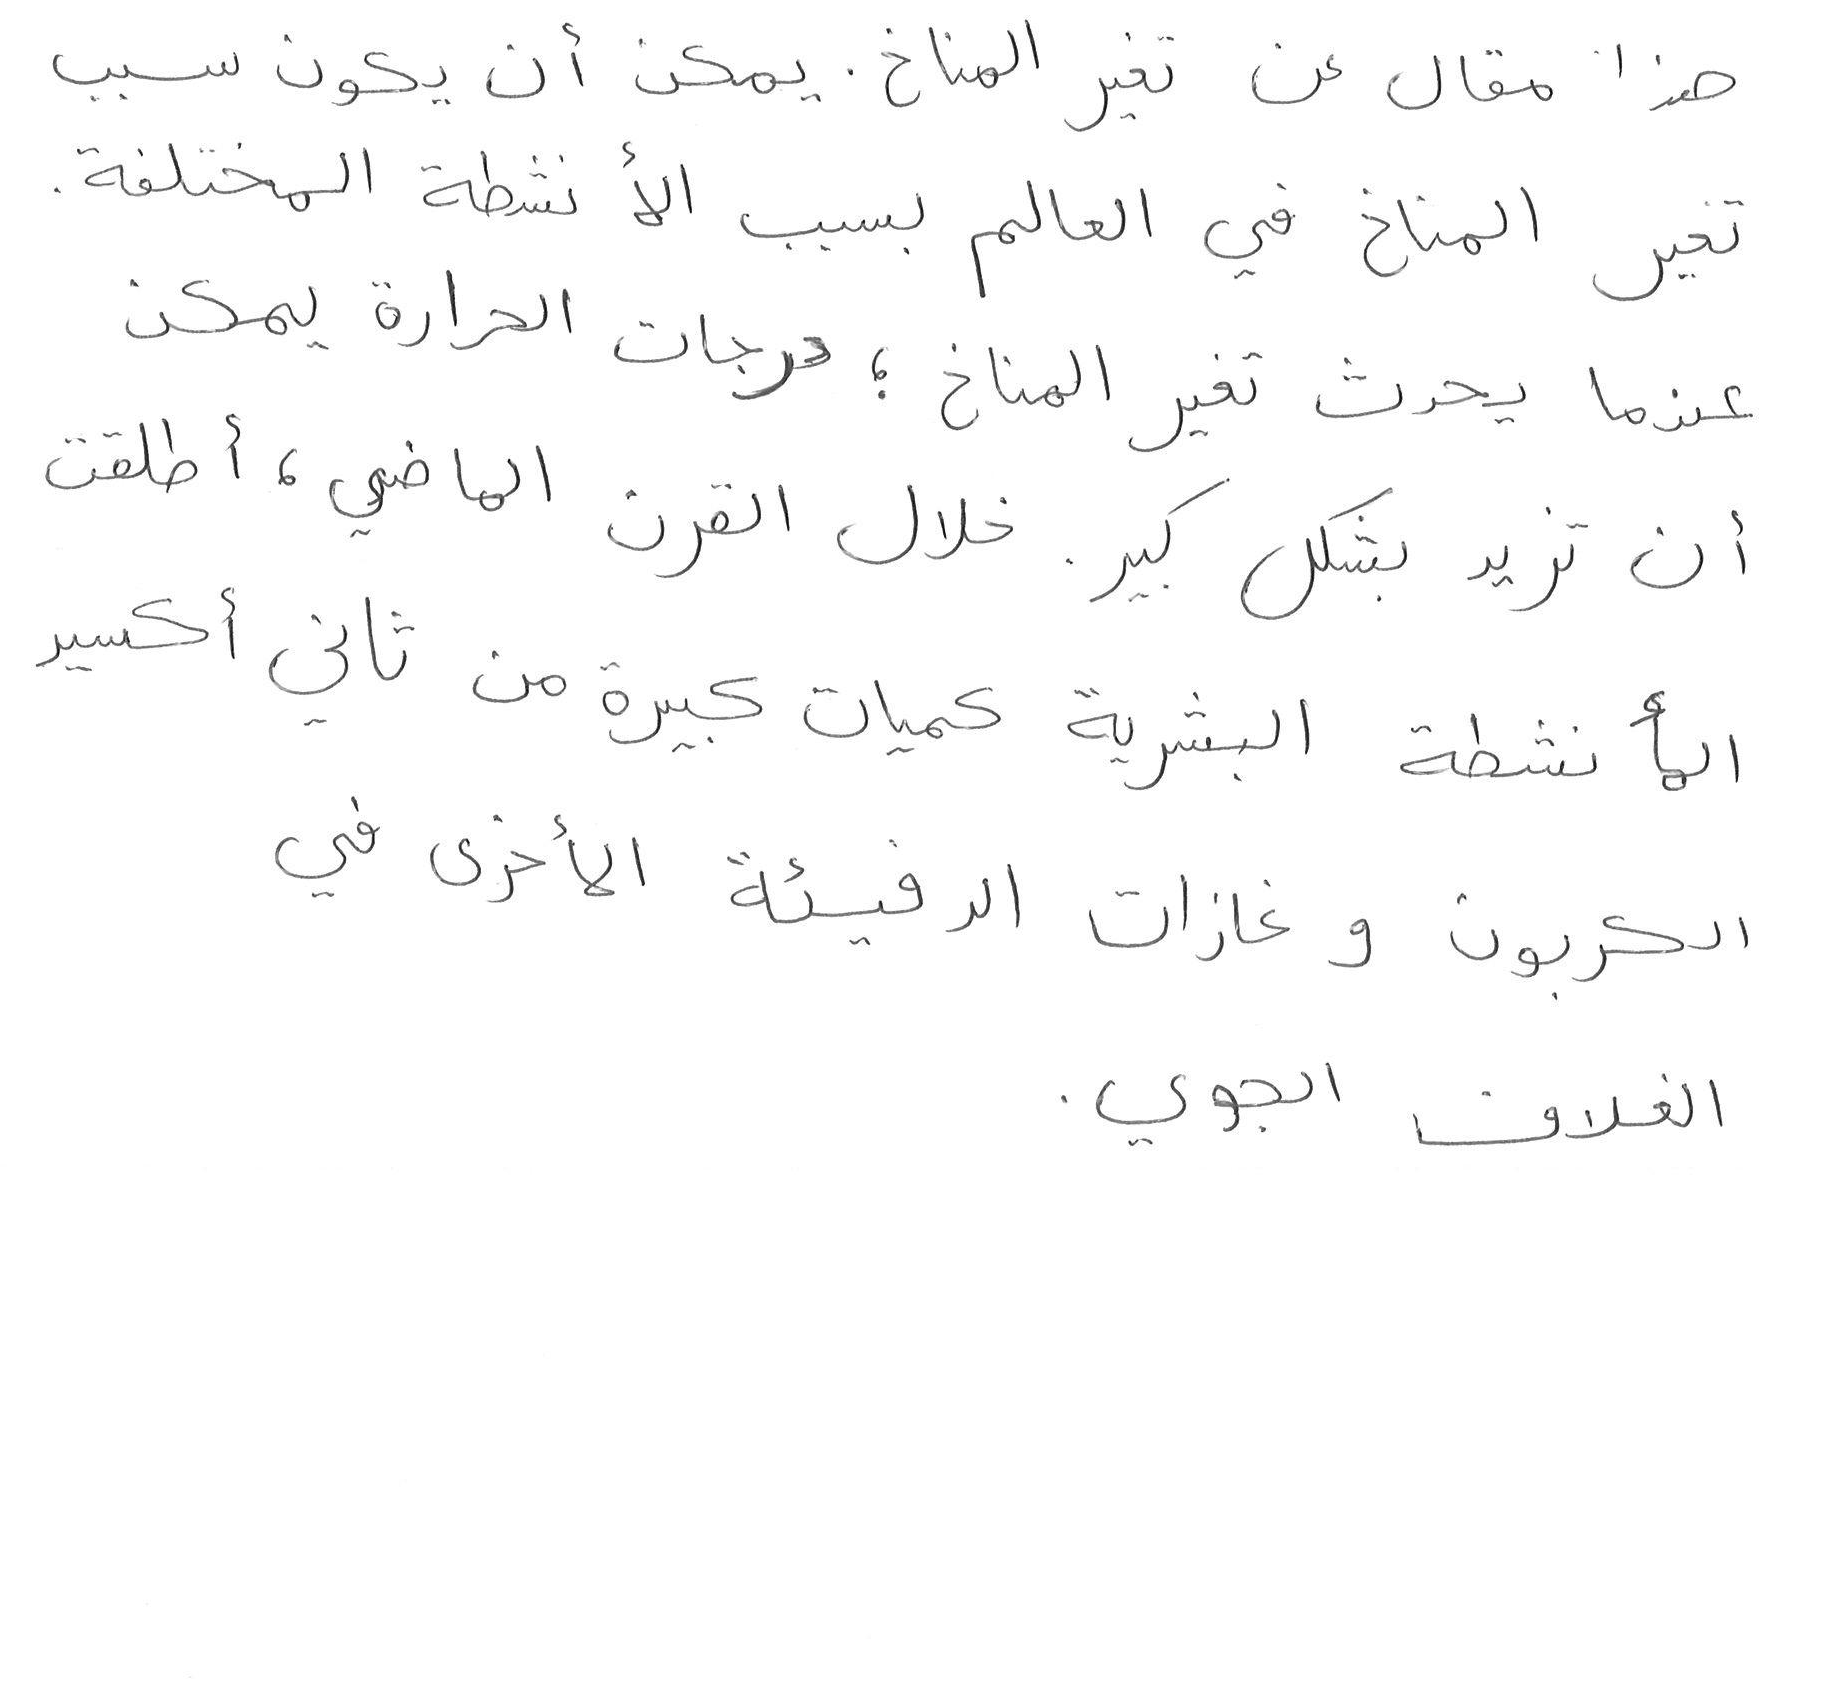 هذا مقال عن تغير المناخ. يمكن أن يكون سبب
تغير المناخ في العالم بسبب الأنشطة المختلفة.
عندما يحدث تغير المناخ؛ درجات الحرارة يمكن
أن تزيد بشكل كبير. خلال القرن الماضي، أطلقت
الأنشطة البشرية كميات كبيرة من ثاني أكسير
الكربون و غازات الدفيئة الأخرى في
الغلاف الجوي.